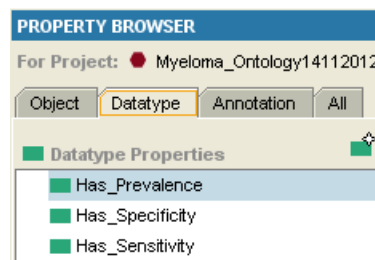 PROPERTY BROWSER
For Project: Myeloma_Ontology14112012
Object Datatype Annotation All
Datatype Properties
Has_Prevalence
Has_Specificity
Has_Sensitivity